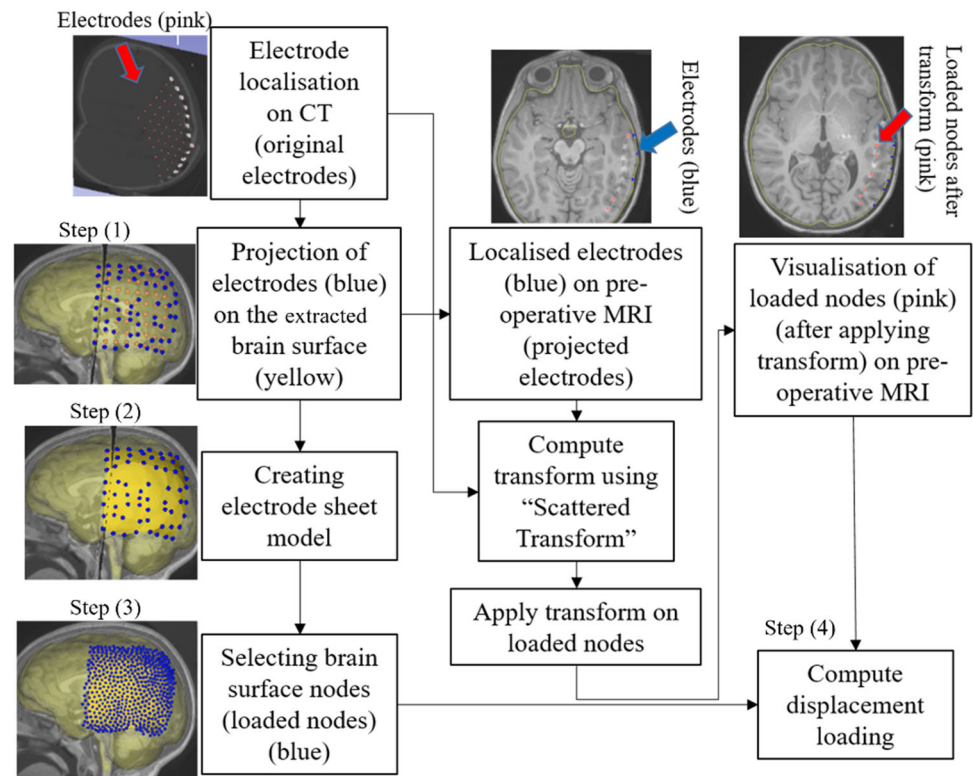 Electrodes (pink)
Electrode
localisation
on CT
(original
electrodes)
Electrodes (blue)
Loaded nodes after
transform (pink)
Step (1)
Projection of
electrodes (blue)
on the extracted
brain surface
(yellow)
Localised electrodes
(blue) on pre-
operative MRI
(projected
electrodes)
Visualisation of
loaded nodes (pink)
(after applying
transform) on pre-
operative MRI
Step (2)
Creating
electrode sheet
model
Compute
transform using
“Scattered
Transform”
Step (3)
Selecting brain
surface nodes
(loaded nodes)
(blue)
Apply transform on
loaded nodes
Step (4)
Compute
displacement
loading